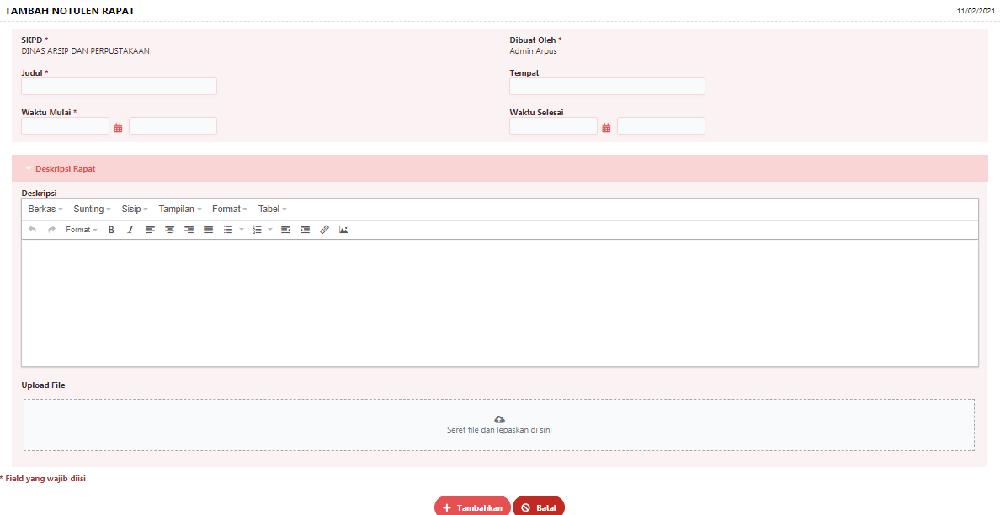 TAMBAH NOTULEN RAPAT 11/02/2021
SKPD * Dibuat Oleh *
DINAS ARSIP DAN PERPUSTAKAAN Admin Arpus
Judul * Tempat
Waktu Mulai * Waktu Selesai
Deskripsi Rapat
Deskripsi
Berkas Sunting Sisip Tampilan Format Tabel
Format B I
Upload File
Seret file dan lepaskan di sini
* Field yang wajib diisi
Tambahkan Batal